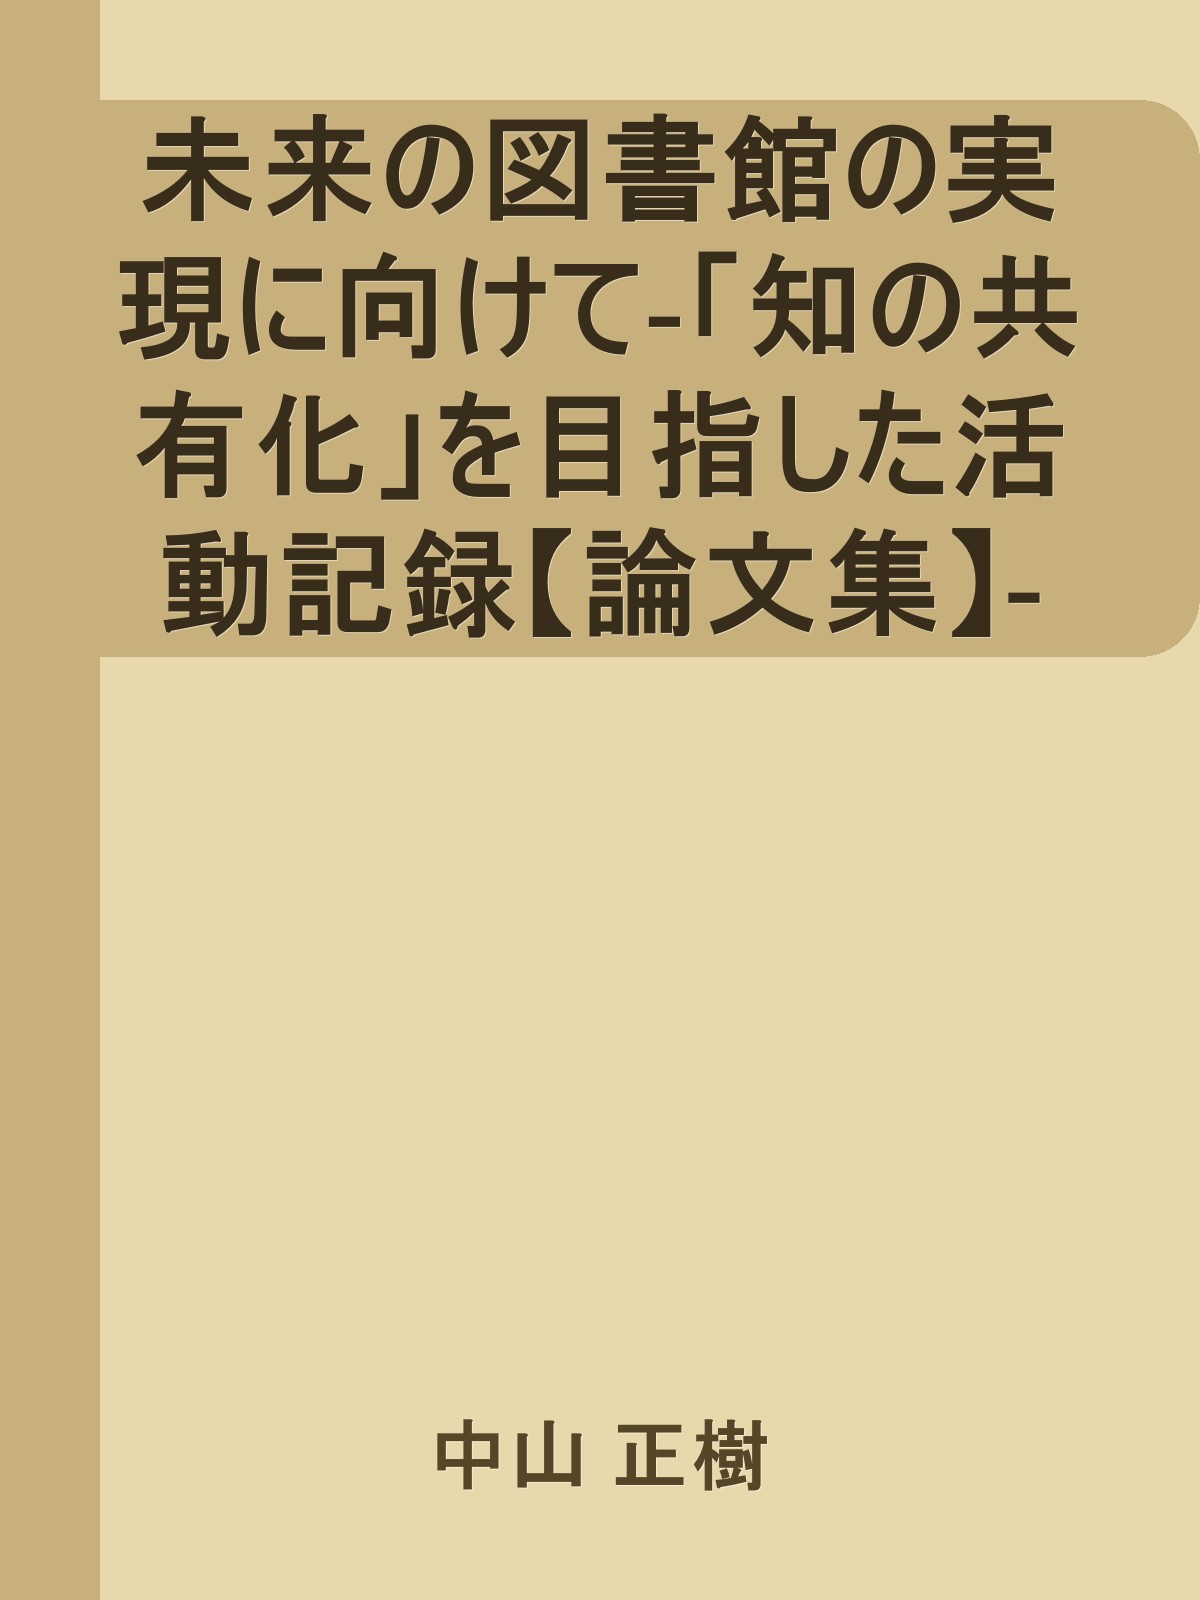 未来の図書館の実
現に向けて-「知の共
有化」を目指した活
動記録【論文集】-
中山 正樹